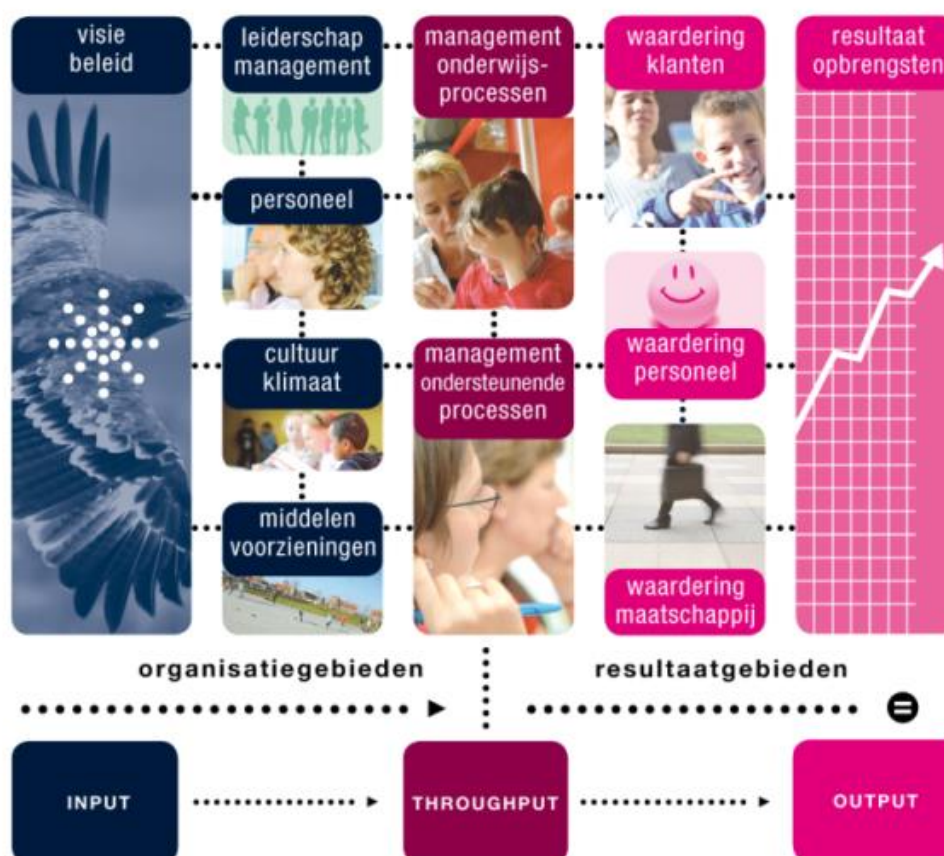 visie
beleid
leiderschap
management
personeel
cultuur
klimaat
middelen
voorzieningen
management
onderwijs-
processen
management
ondersteunende
processen
waardering
klanten
waardering
personeel
waardering
maatschappij
resultaat
opbrengsten
organisatiegebieden
resultaatgebieden
INPUT
THROUGHPUT
OUTPUT